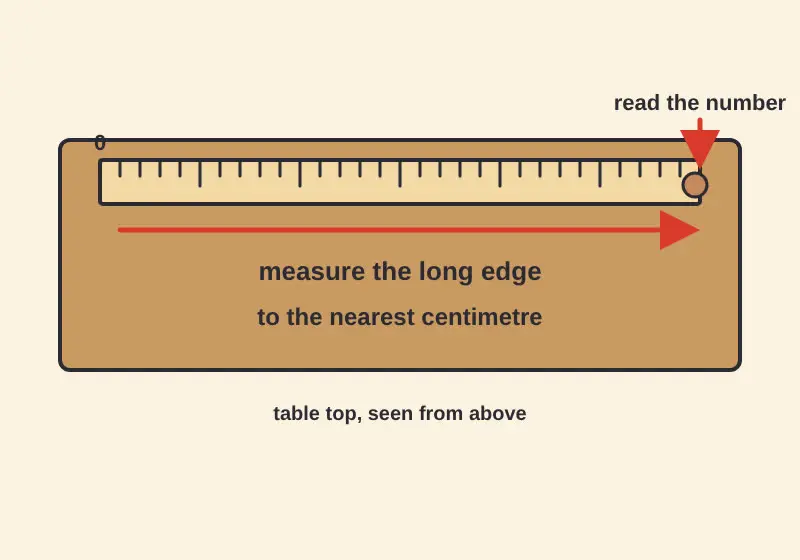 read the number
0
measure the long edge
to the nearest centimetre
table top, seen from above